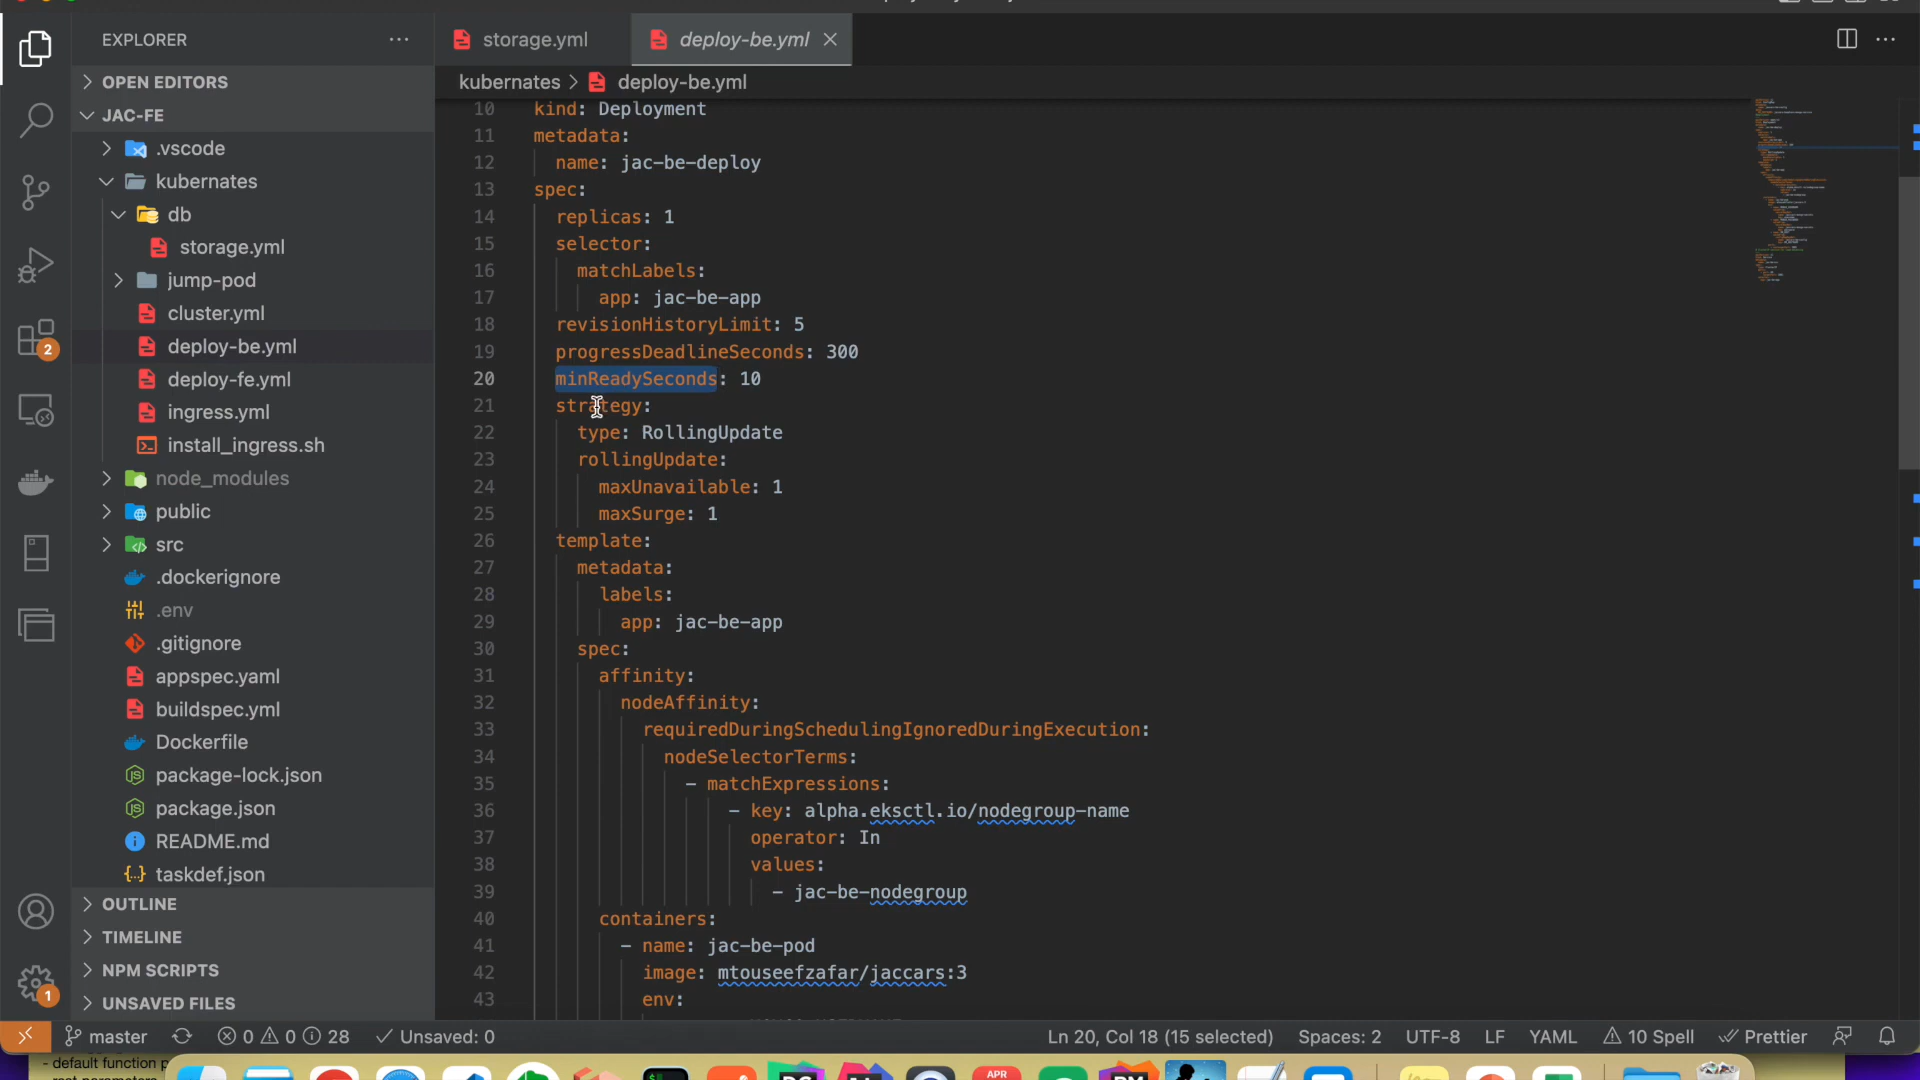 EXPLORER
storage.yml
deploy-be.yml
OPEN EDITORS
kubernates > deploy-be.yml
JAC-FE
.vscode
kubernates
db
storage.yml
jump-pod
cluster.yml
deploy-be.yml
deploy-fe.yml
ingress.yml
install_ingress.sh
node_modules
public
src
.dockerignore
.env
.gitignore
appspec.yaml
buildspec.yml
Dockerfile
package-lock.json
package.json
README.md
taskdef.json
OUTLINE
TIMELINE
NPM SCRIPTS
UNSAVED FILES
2
1
10 kind: Deployment
11 metadata:
12 name: jac-be-deploy
13 spec:
14 replicas: 1
15 selector:
16 matchLabels:
17 app: jac-be-app
18 revisionHistoryLimit: 5
19 progressDeadlineSeconds: 300
20 minReadySeconds: 10
21 strategy:
22 type: RollingUpdate
23 rollingUpdate:
24 maxUnavailable: 1
25 maxSurge: 1
26 template:
27 metadata:
28 labels:
29 app: jac-be-app
30 spec:
31 affinity:
32 nodeAffinity:
33 requiredDuringSchedulingIgnoredDuringExecution:
34 nodeSelectorTerms:
35 - matchExpressions:
36 - key: alpha.eksctl.io/nodegroup-name
37 operator: In
38 values:
39 - jac-be-nodegroup
40 containers:
41 - name: jac-be-pod
42 image: mtouseefzafar/jaccars:3
43 env:
master 0 0 28 Unsaved: 0 Ln 20, Col 18 (15 selected) Spaces: 2 UTF-8 LF YAML 10 Spell Prettier
- default function p
APR